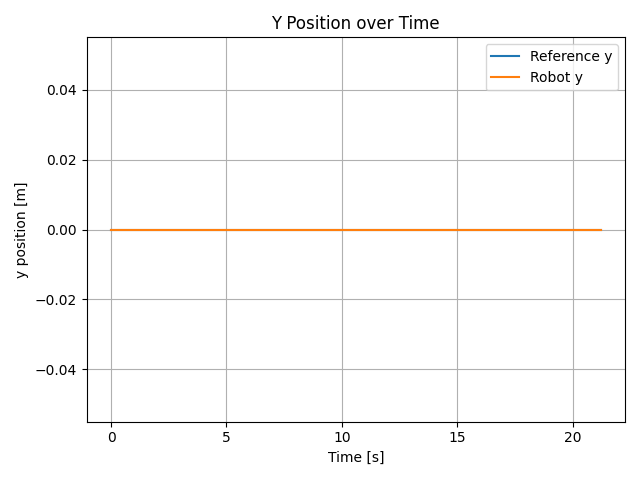 Y Position over Time
Reference y
Robot y
0.04
0.02
0.00
−0.02
−0.04
y position [m]
0 5 10 15 20
Time [s]